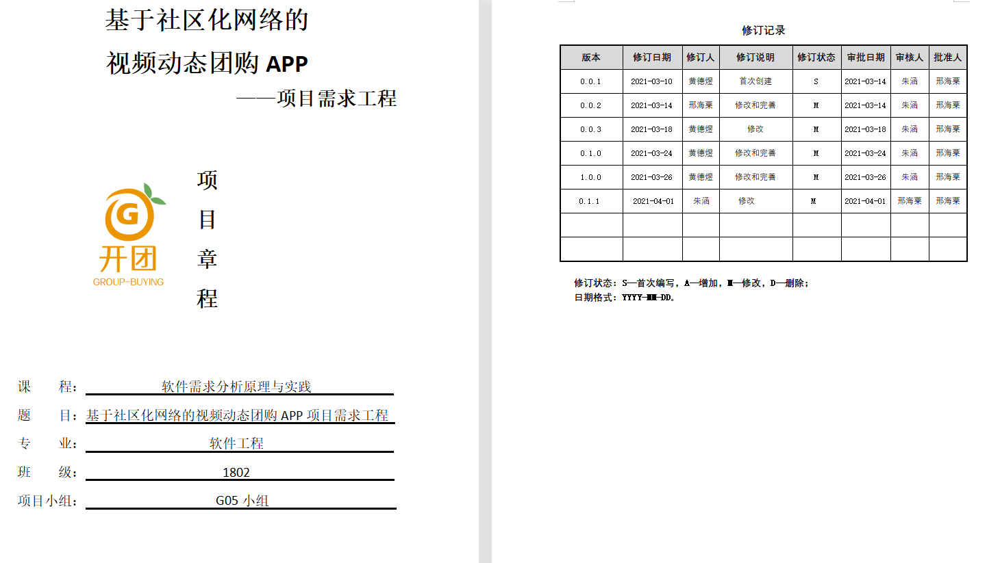 基于社区化网络的
视频动态团购 APP
——项目需求工程
项
目
章
程
G
开团
GROUP-BUYING
课 程： 软件需求分析原理与实践
题 目： 基于社区化网络的视频动态团购 APP 项目需求工程
专 业： 软件工程
班 级： 1802
项目小组： G05 小组
修订记录
版本 修订日期 修订人 修订说明 修订状态 审批日期 审核人 批准人
0.0.1 2021-03-10 黄德煜 首次创建 S 2021-03-14 朱涵 邢海粟
0.0.2 2021-03-14 邢海粟 修改和完善 M 2021-03-14 朱涵 邢海粟
0.0.3 2021-03-18 黄德煜 修改 M 2021-03-18 朱涵 邢海粟
0.1.0 2021-03-24 黄德煜 修改和完善 M 2021-03-24 朱涵 邢海粟
1.0.0 2021-03-26 黄德煜 修改和完善 M 2021-03-26 朱涵 邢海粟
0.1.1 2021-04-01 朱涵 修改 M 2021-04-01 邢海粟 邢海粟
修订状态：S—首次编写，A—增加，M—修改，D—删除；
日期格式：YYYY-MM-DD。